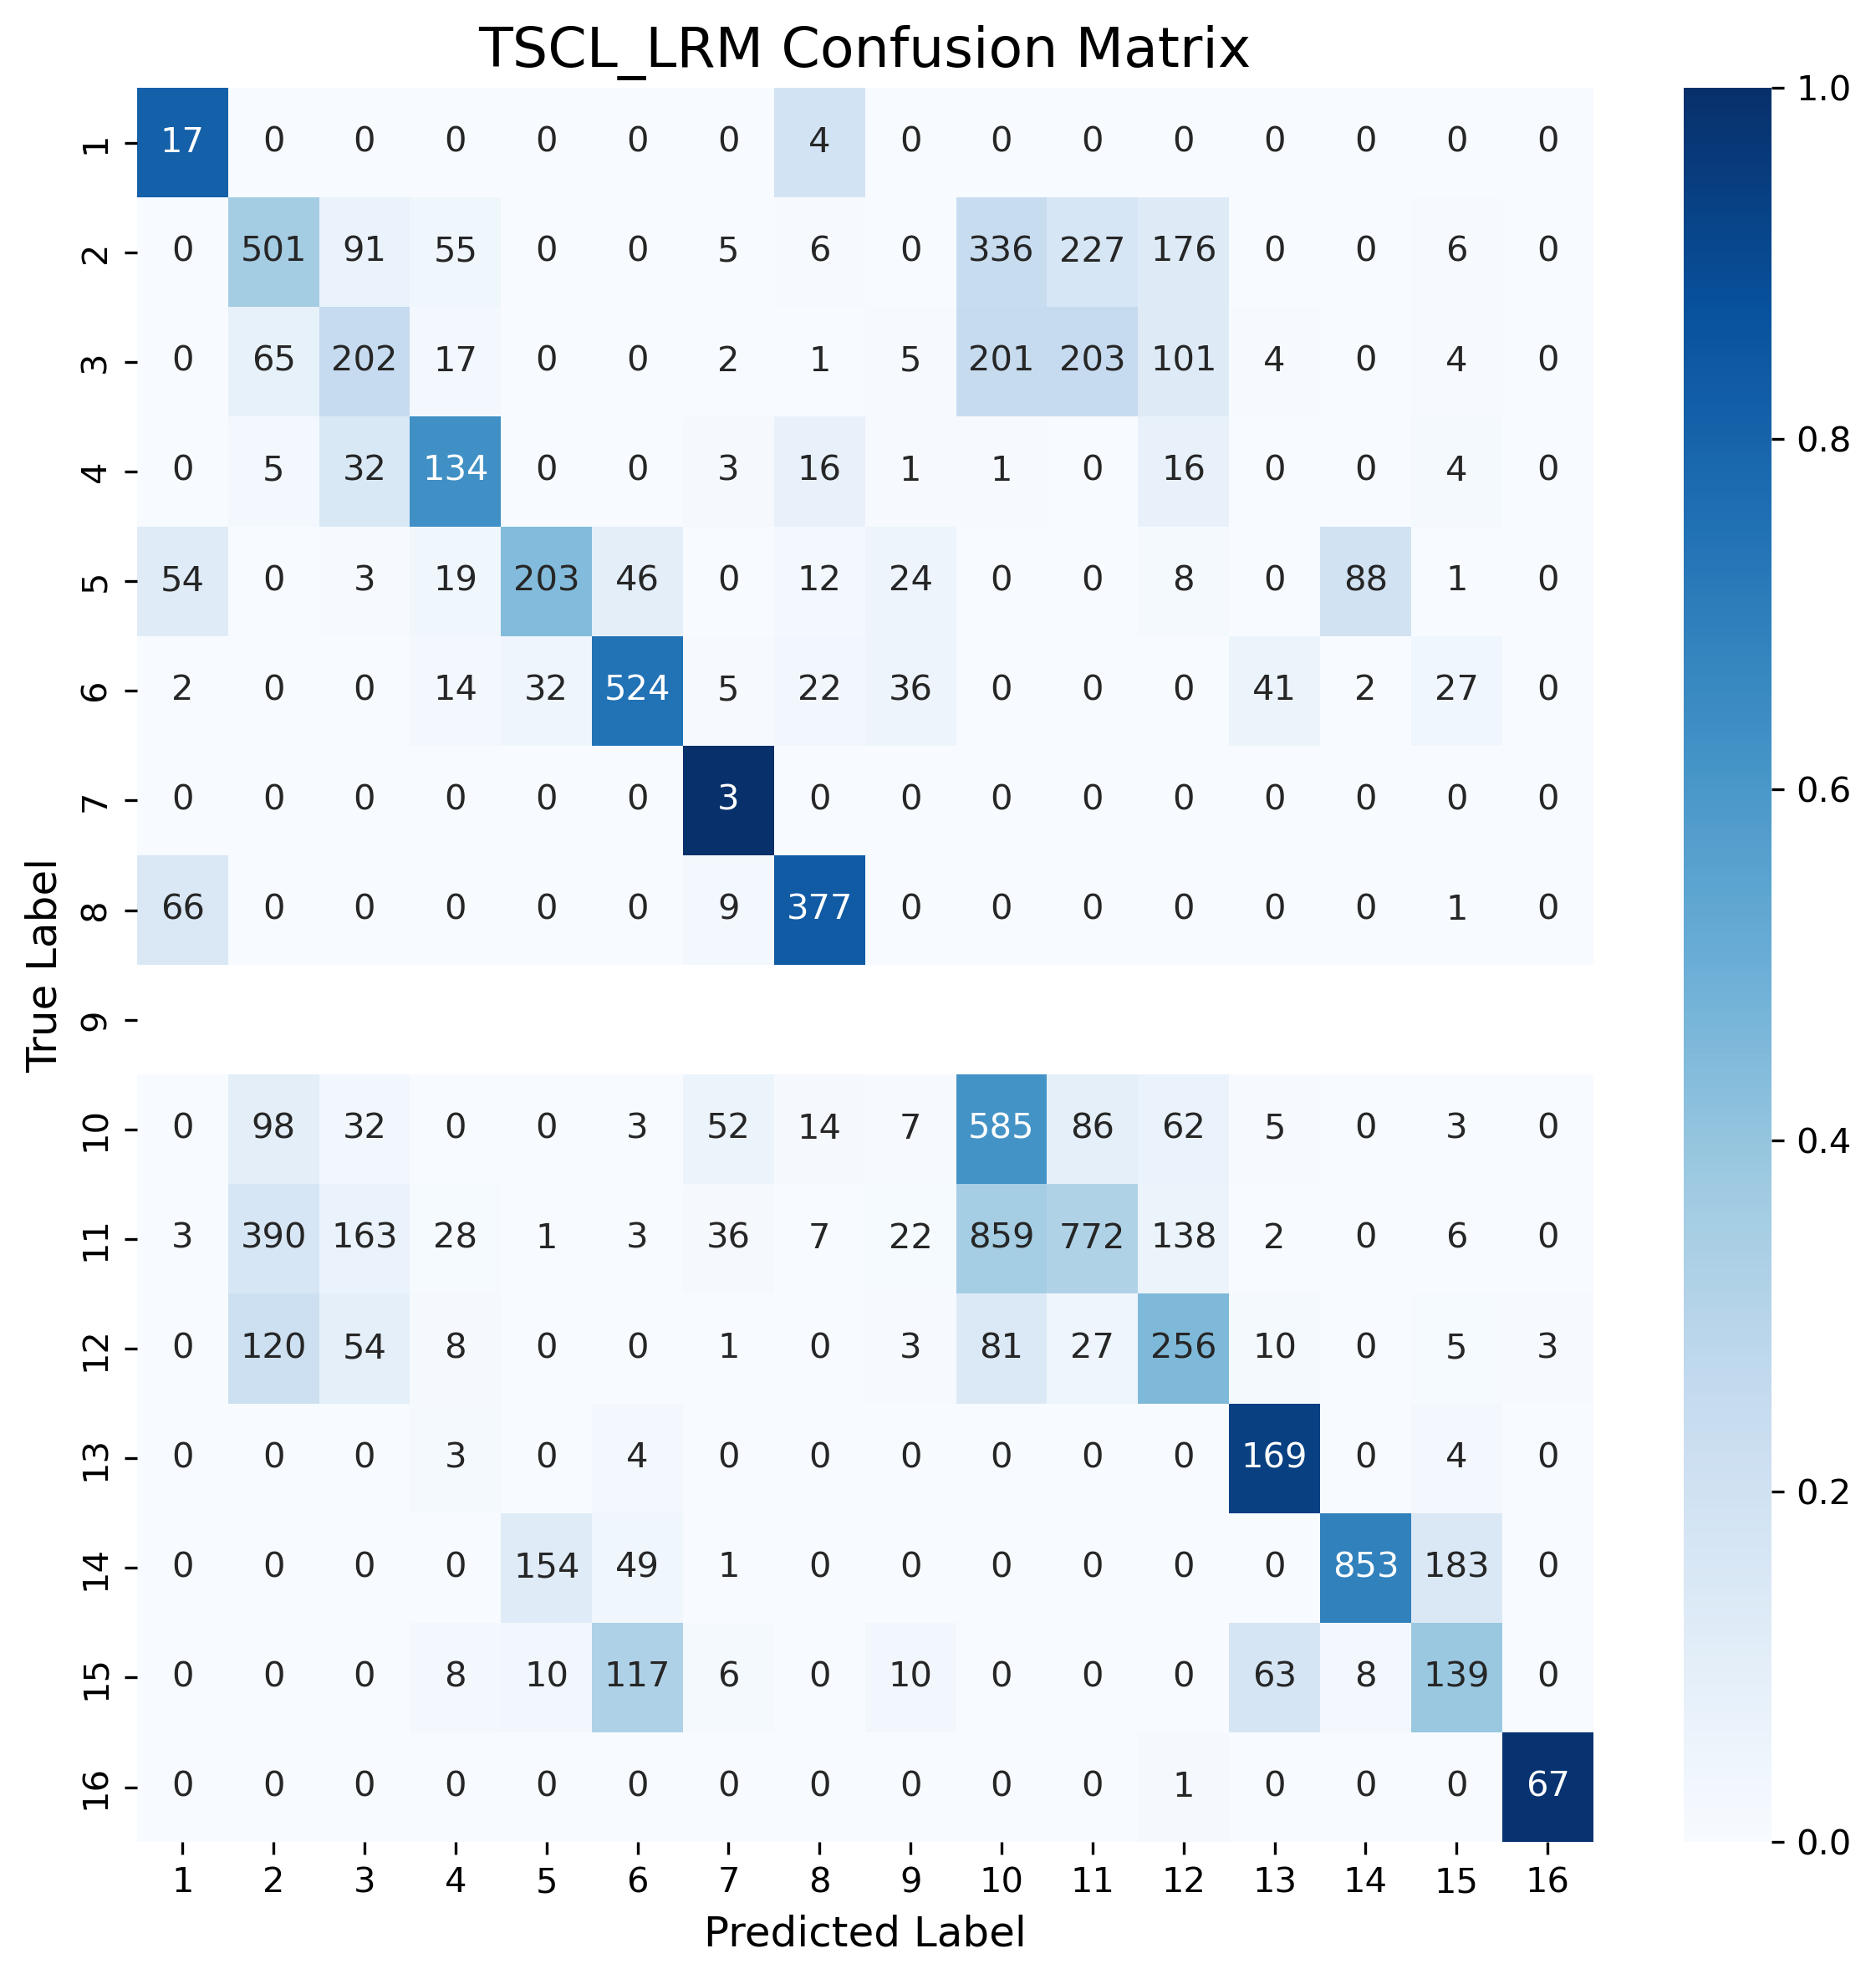 TSCL_LRM Confusion Matrix
1 17 0 0 0 0 0 0 4 0 0 0 0 0 0 0 0
2 0 501 91 55 0 0 5 6 0 336 227 176 0 0 6 0
3 0 65 202 17 0 0 2 1 5 201 203 101 4 0 4 0
4 0 5 32 134 0 0 3 16 1 1 0 16 0 0 4 0
5 54 0 3 19 203 46 0 12 24 0 0 8 0 88 1 0
6 2 0 0 14 32 524 5 22 36 0 0 0 41 2 27 0
7 0 0 0 0 0 0 3 0 0 0 0 0 0 0 0 0
8 66 0 0 0 0 0 9 377 0 0 0 0 0 0 1 0
9
10 0 98 32 0 0 3 52 14 7 585 86 62 5 0 3 0
11 3 390 163 28 1 3 36 7 22 859 772 138 2 0 6 0
12 0 120 54 8 0 0 1 0 3 81 27 256 10 0 5 3
13 0 0 0 3 0 4 0 0 0 0 0 0 169 0 4 0
14 0 0 0 0 154 49 1 0 0 0 0 0 0 853 183 0
15 0 0 0 8 10 117 6 0 10 0 0 0 63 8 139 0
16 0 0 0 0 0 0 0 0 0 0 0 1 0 0 0 67
1 2 3 4 5 6 7 8 9 10 11 12 13 14 15 16
Predicted Label
True Label
1.0
0.8
0.6
0.4
0.2
0.0